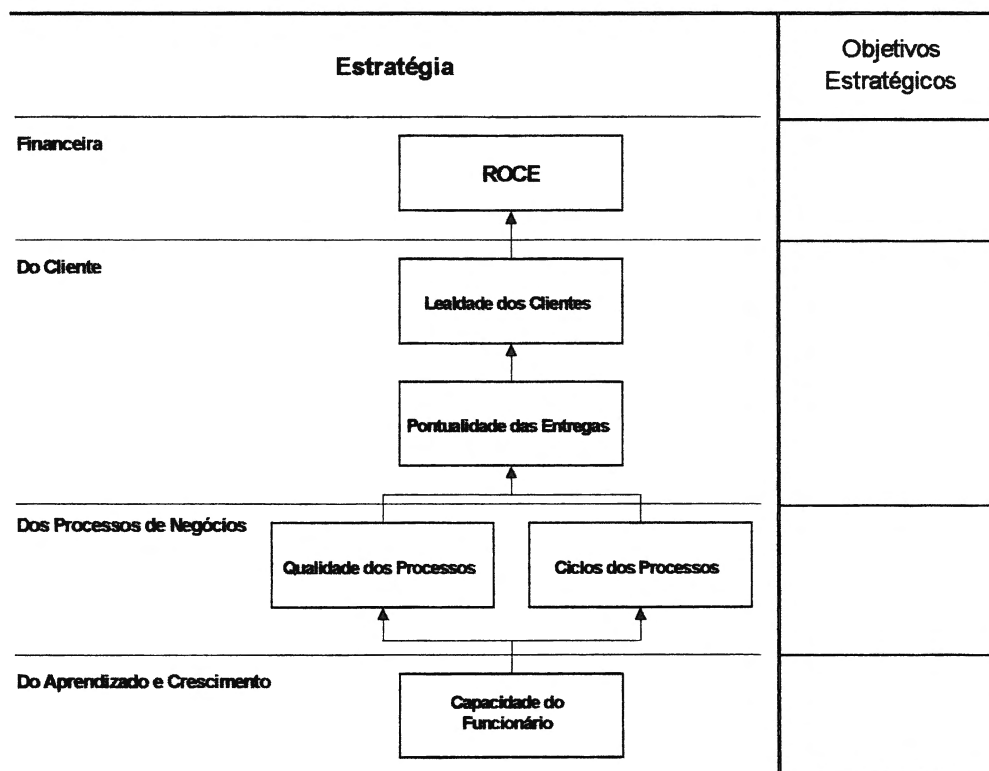 Estratégia
Objetivos
Estratégicos
Financeira
ROCE
Do Cliente
Lealdade dos Clientes
Pontualidade das Entregas
Dos Processos de Negócios
Qualidade dos Processos
Ciclos dos Processos
Do Aprendizado e Crescimento
Capacidade do
Funcionário